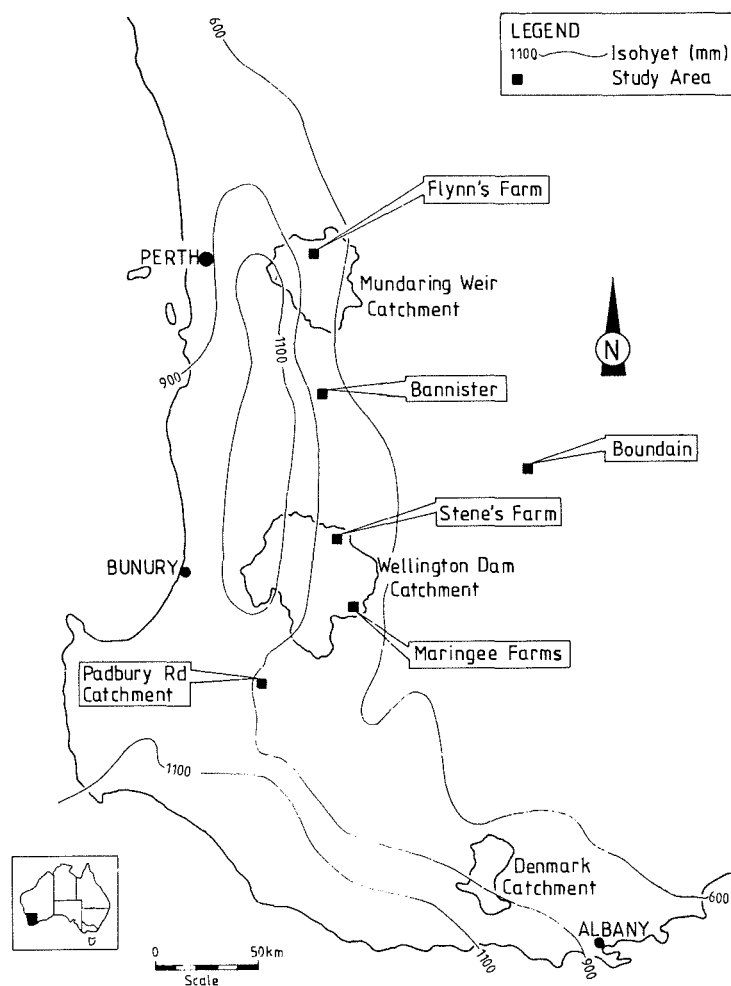 600
LEGEND
1100 Isohyet (mm)
Study Area
Flynn's Farm
PERTH
Mundaring Weir
Catchment
1100
900
N
Bannister
Boundain
Stene's Farm
BUNURY
Wellington Dam
Catchment
Maringee Farms
Padbury Rd
Catchment
1100
Denmark
Catchment
600
ALBANY
0 50km
Scale
1100
900